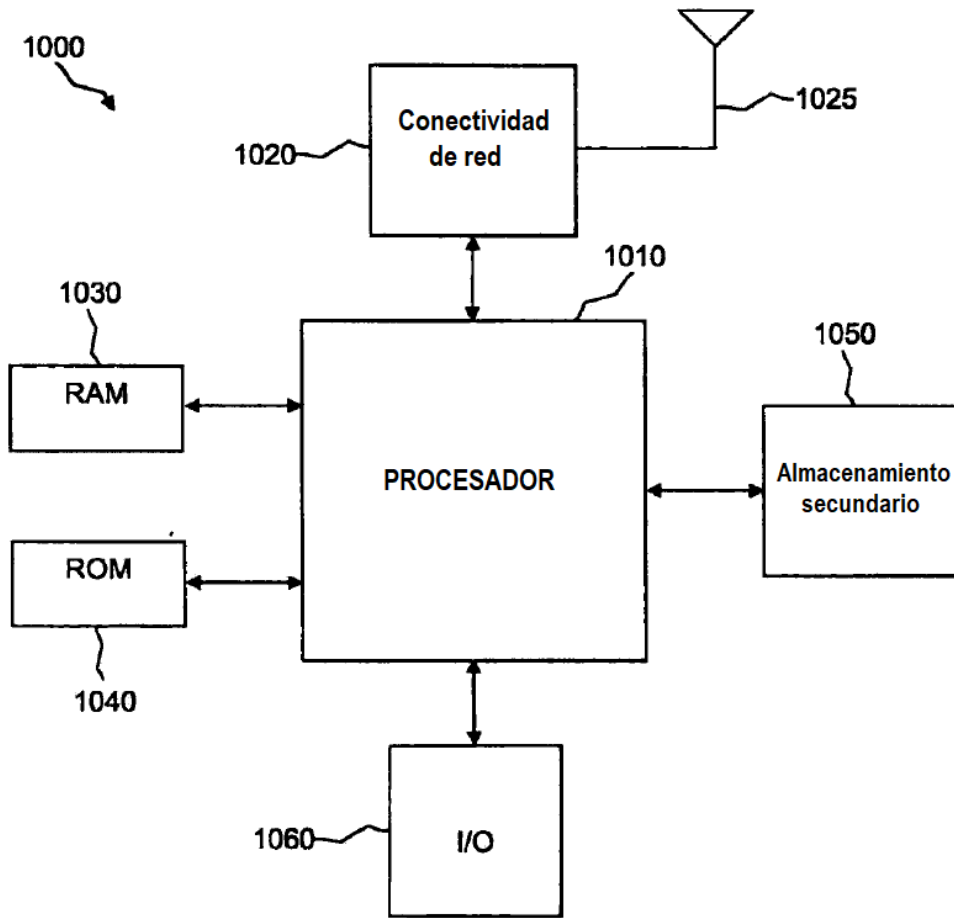 1000
Conectividad
de red
1020
1025
1010
1030
RAM
PROCESADOR
1050
Almacenamiento
secundario
ROM
1040
1060
I/O